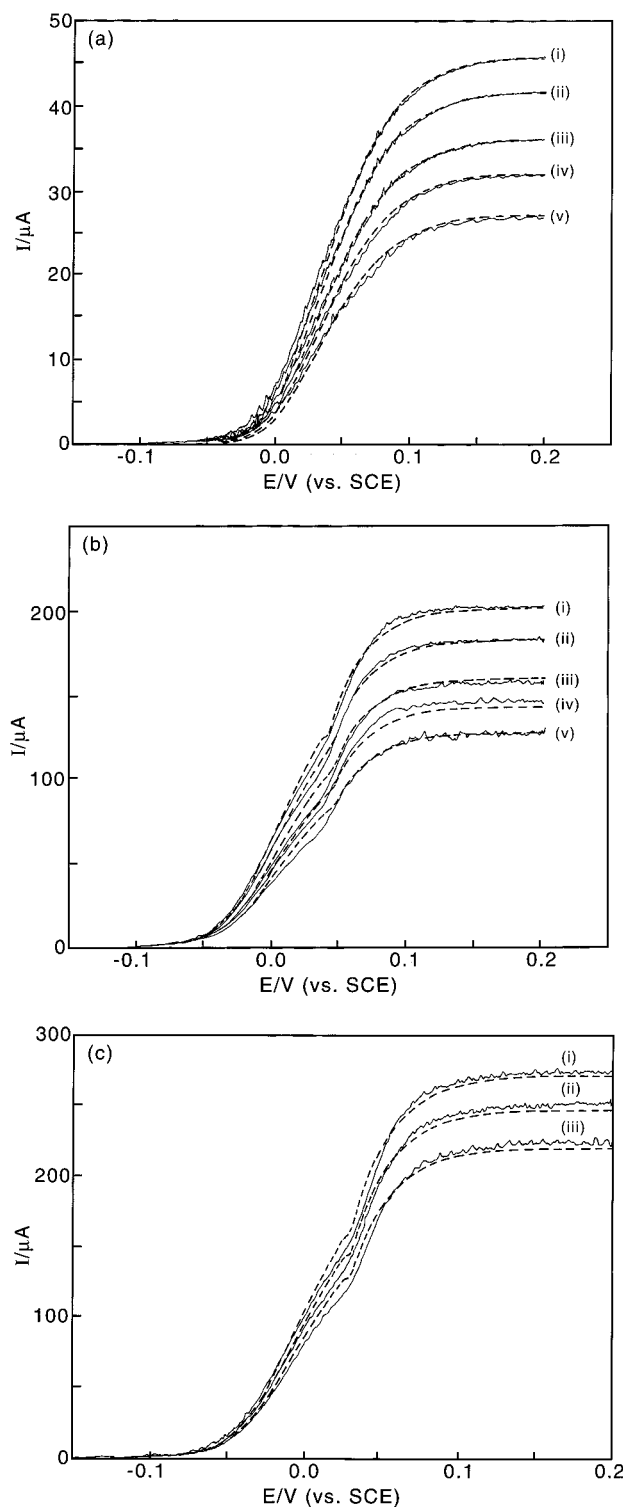 (a)
50
40
30
20
10
0
I/μA
(i)
(ii)
(iii)
(iv)
(v)
-0.1
0.0
0.1
0.2
E/V (vs. SCE)
(b)
200
100
0
I/μA
(i)
(ii)
(iii)
(iv)
(v)
-0.1
0.0
0.1
0.2
E/V (vs. SCE)
(c)
300
200
100
0
I/μA
(i)
(ii)
(iii)
-0.1
0.0
0.1
0.2
E/V (vs. SCE)